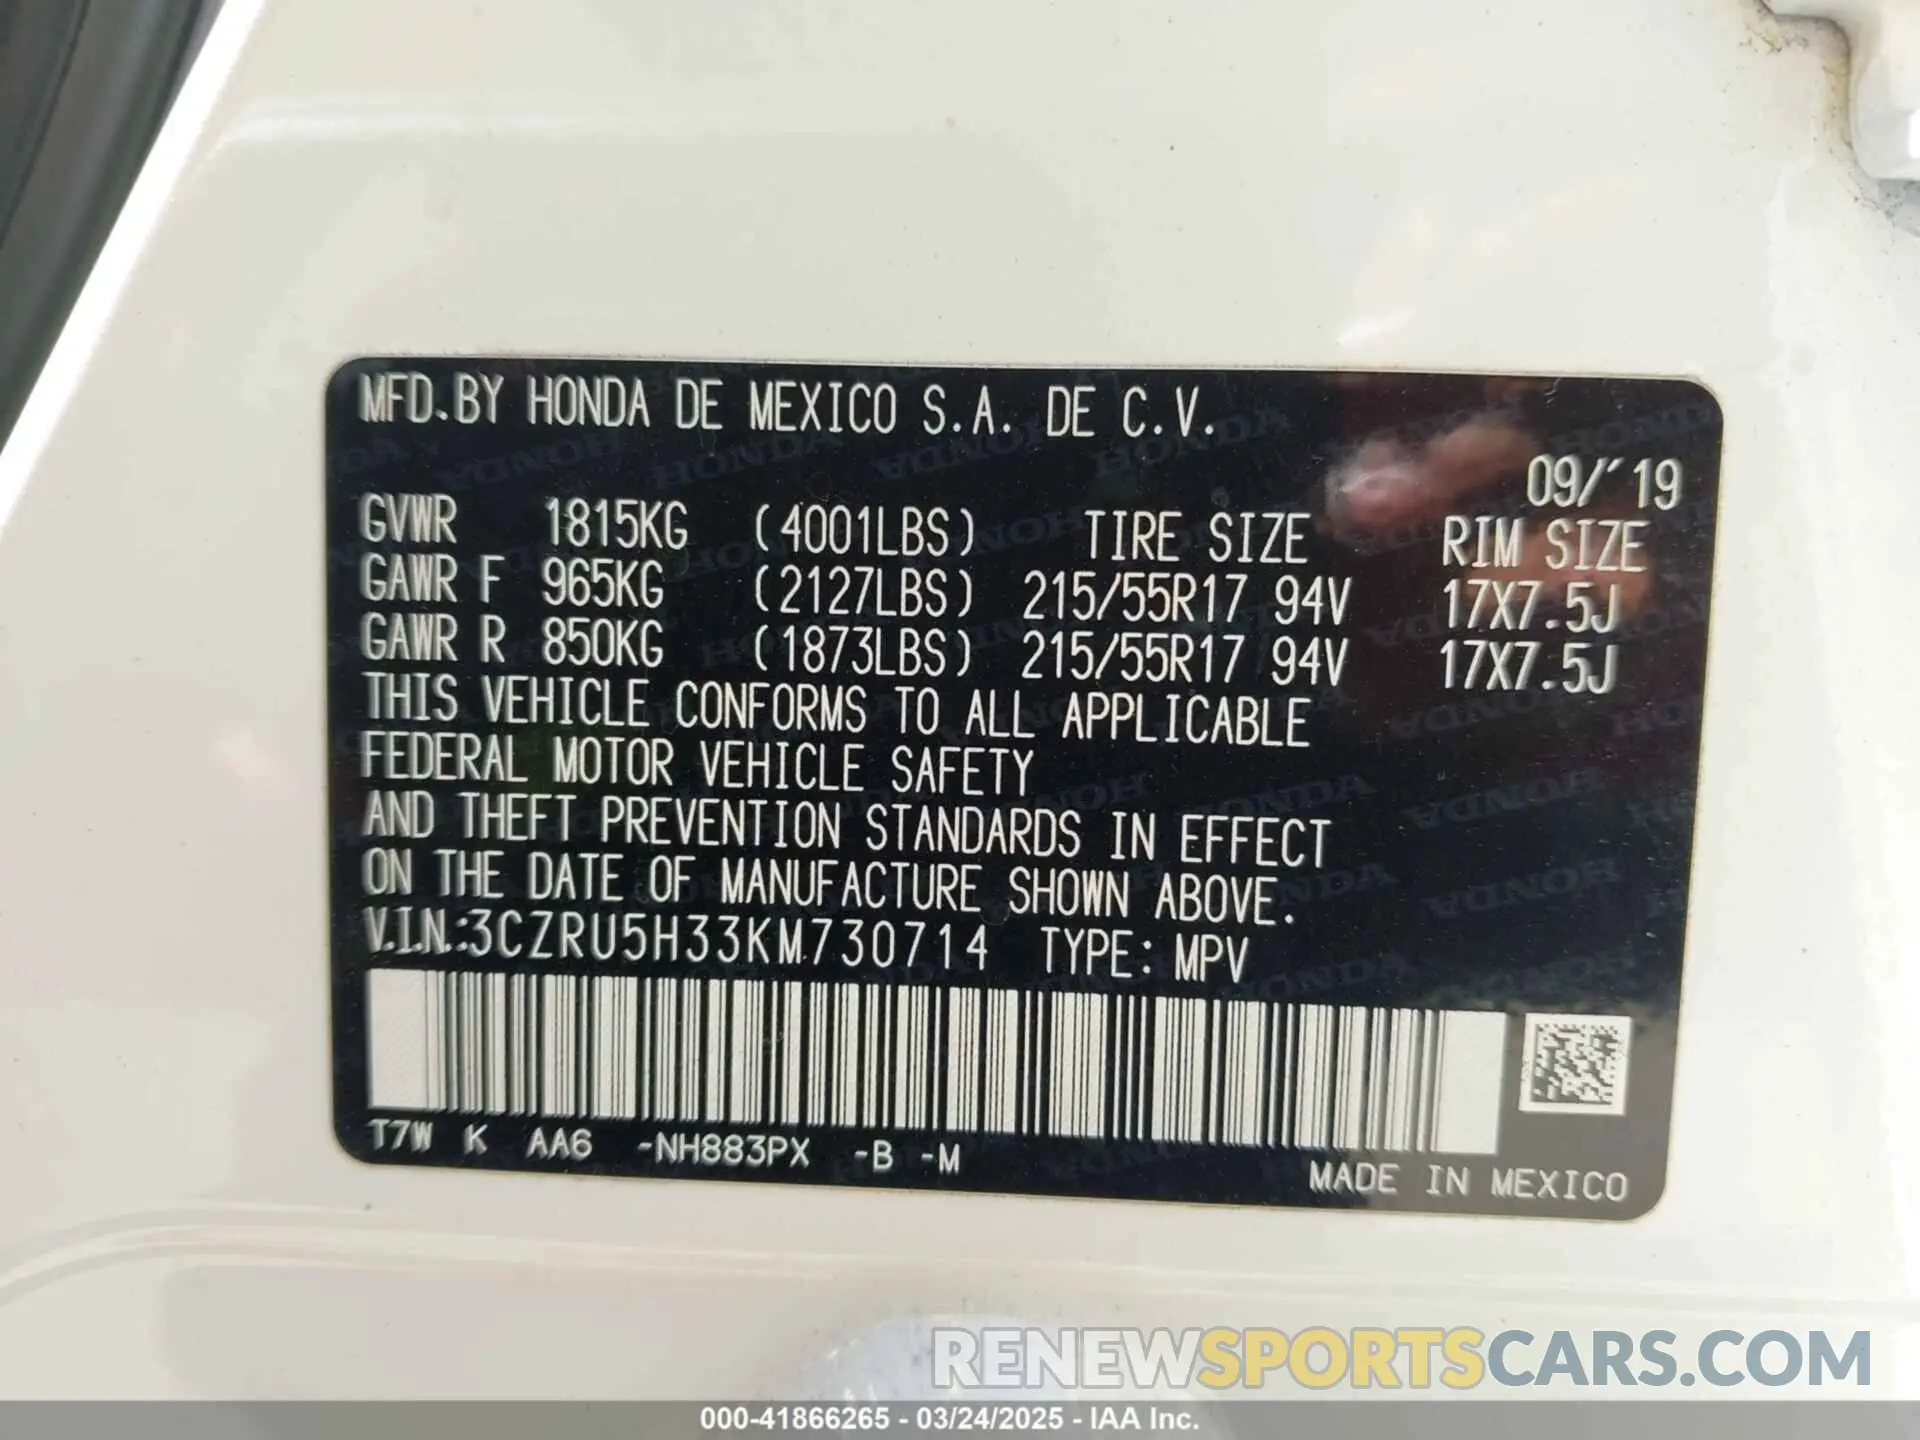 MFD.BY HONDA DE MEXICO S.A. DE C.V.
09/´19
GVWR 1815KG (4001LBS) TIRE SIZE RIM SIZE
GAWR F 965KG (2127LBS) 215/55R17 94V 17X7.5J
GAWR R 850KG (1873LBS) 215/55R17 94V 17X7.5J
THIS VEHICLE CONFORMS TO ALL APPLICABLE
FEDERAL MOTOR VEHICLE SAFETY
AND THEFT PREVENTION STANDARDS IN EFFECT
ON THE DATE OF MANUFACTURE SHOWN ABOVE.
V.I.N.:3CZRU5H33KM730714 TYPE: MPV
T7W K AA6 -NH883PX -B -M
MADE IN MEXICO
RENEWSPORTSCARS.COM
000-41866265 - 03/24/2025 - IAA Inc.